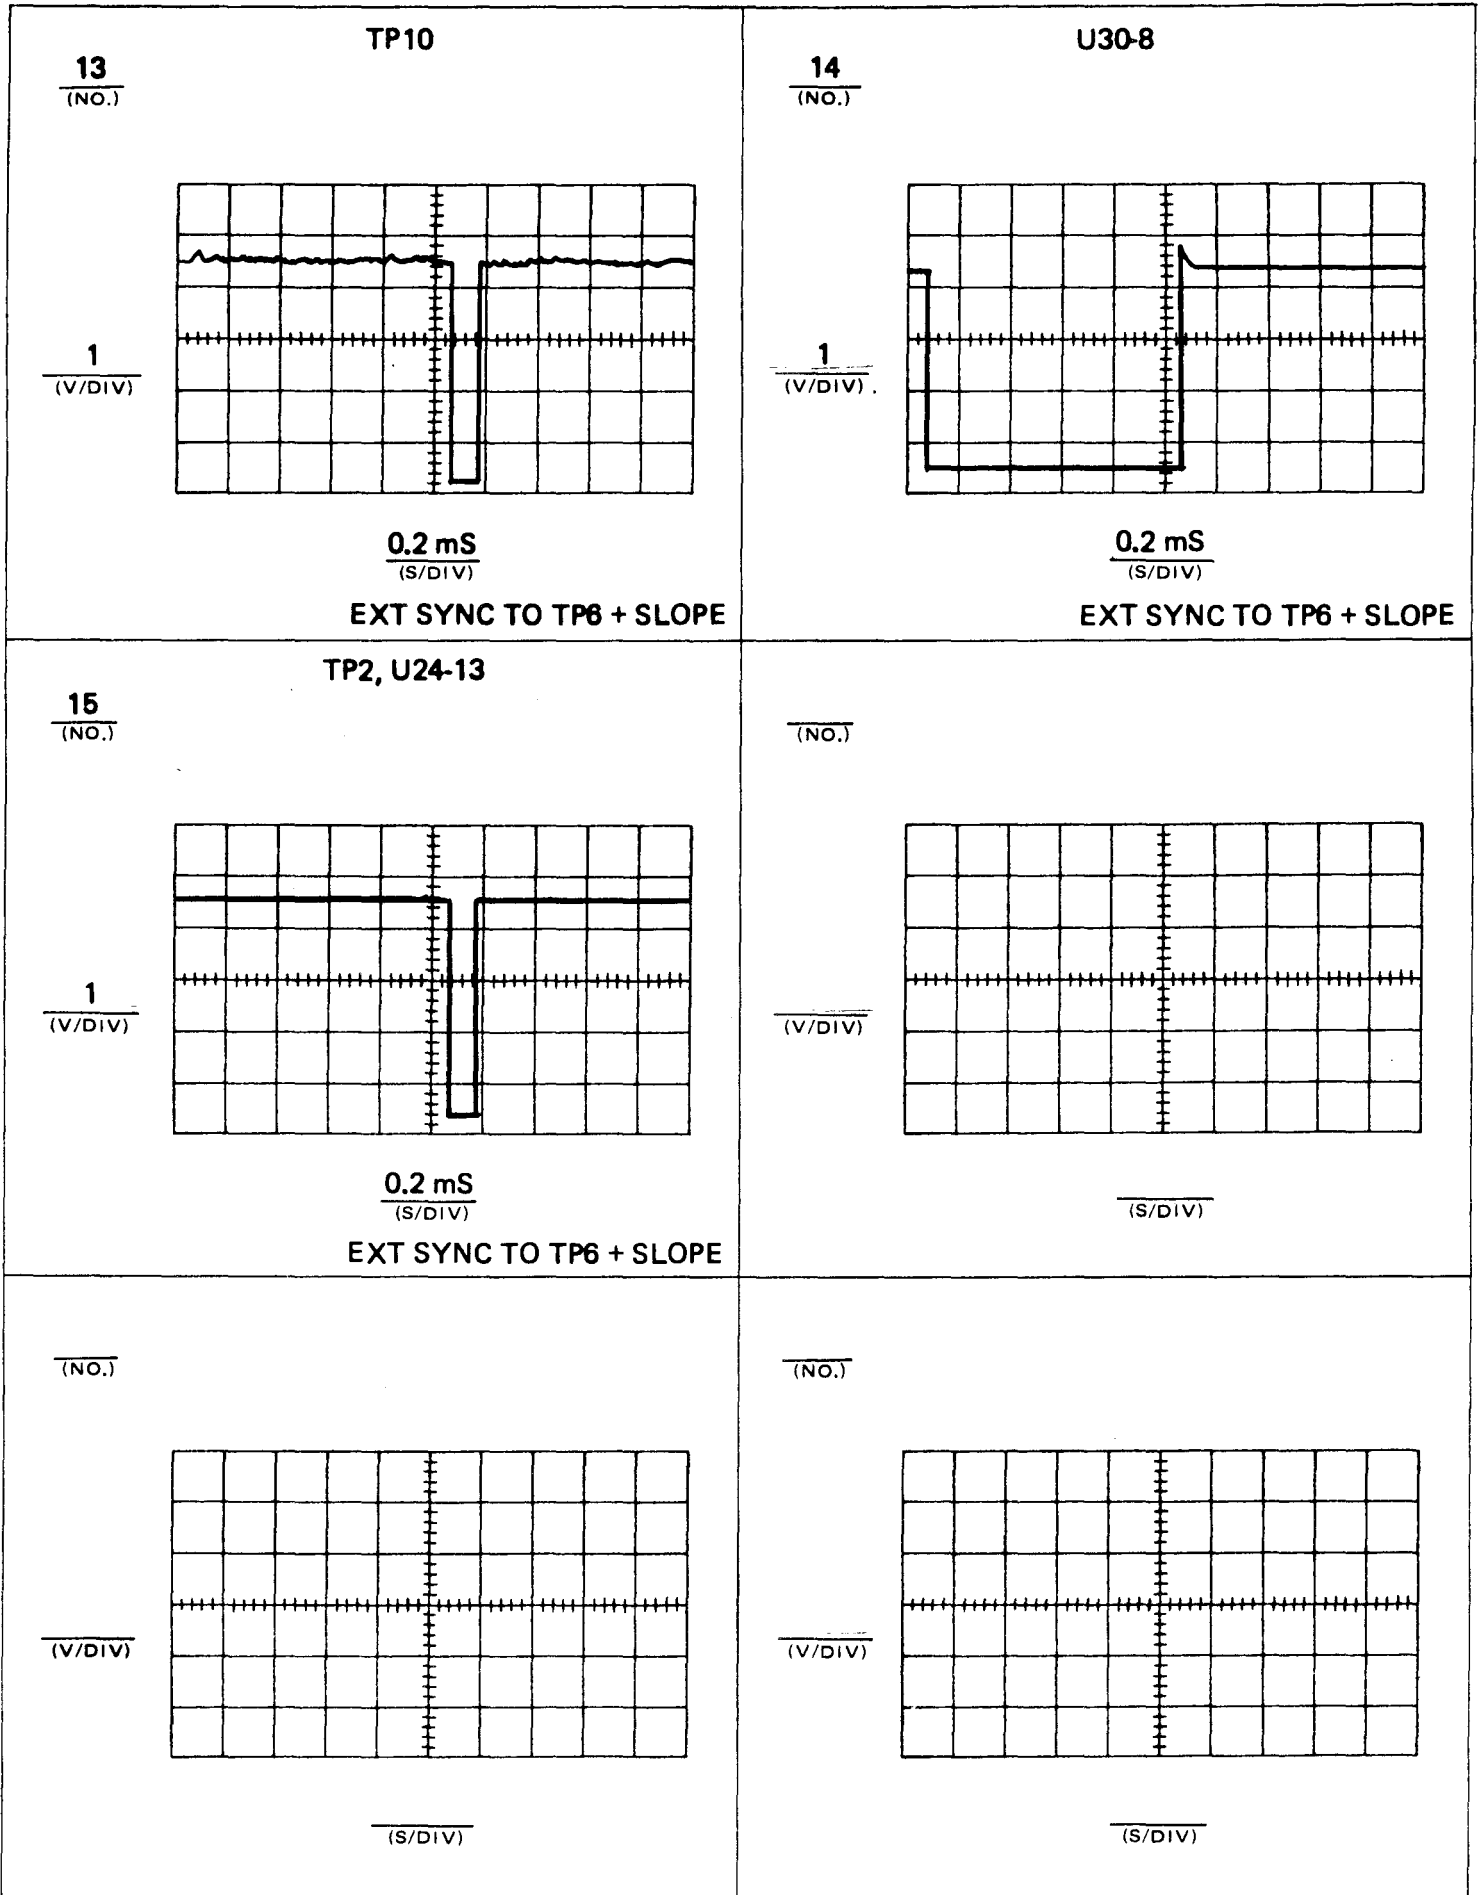 TP10
13
(NO.)
1
(V/DIV)
0.2 mS
(S/DIV)
EXT SYNC TO TP6 + SLOPE
U30-8
14
(NO.)
1
(V/DIV)
0.2 mS
(S/DIV)
EXT SYNC TO TP6 + SLOPE
TP2, U24-13
15
(NO.)
1
(V/DIV)
0.2 mS
(S/DIV)
EXT SYNC TO TP6 + SLOPE
(NO.)
(V/DIV)
(S/DIV)
(NO.)
(V/DIV)
(S/DIV)
(NO.)
(V/DIV)
(S/DIV)